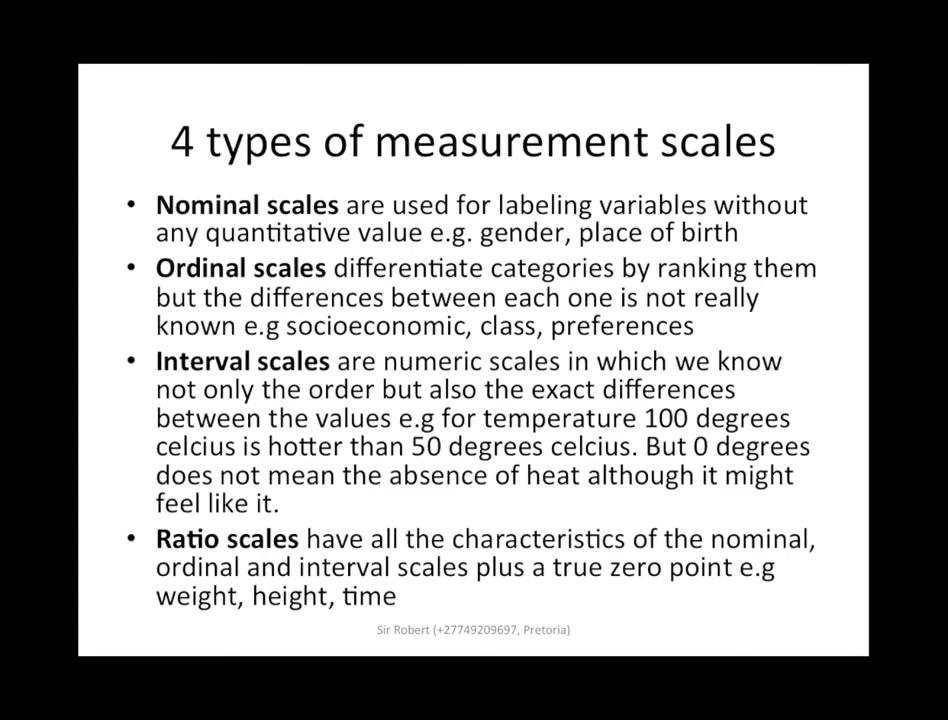 4 types of measurement scales
• Nominal scales are used for labeling variables without
any quantitative value e.g. gender, place of birth
• Ordinal scales differentiate categories by ranking them
but the differences between each one is not really
known e.g socioeconomic, class, preferences
• Interval scales are numeric scales in which we know
not only the order but also the exact differences
between the values e.g for temperature 100 degrees
celcius is hotter than 50 degrees celcius. But 0 degrees
does not mean the absence of heat although it might
feel like it.
• Ratio scales have all the characteristics of the nominal,
ordinal and interval scales plus a true zero point e.g
weight, height, time
Sir Robert (+27749209697, Pretoria)